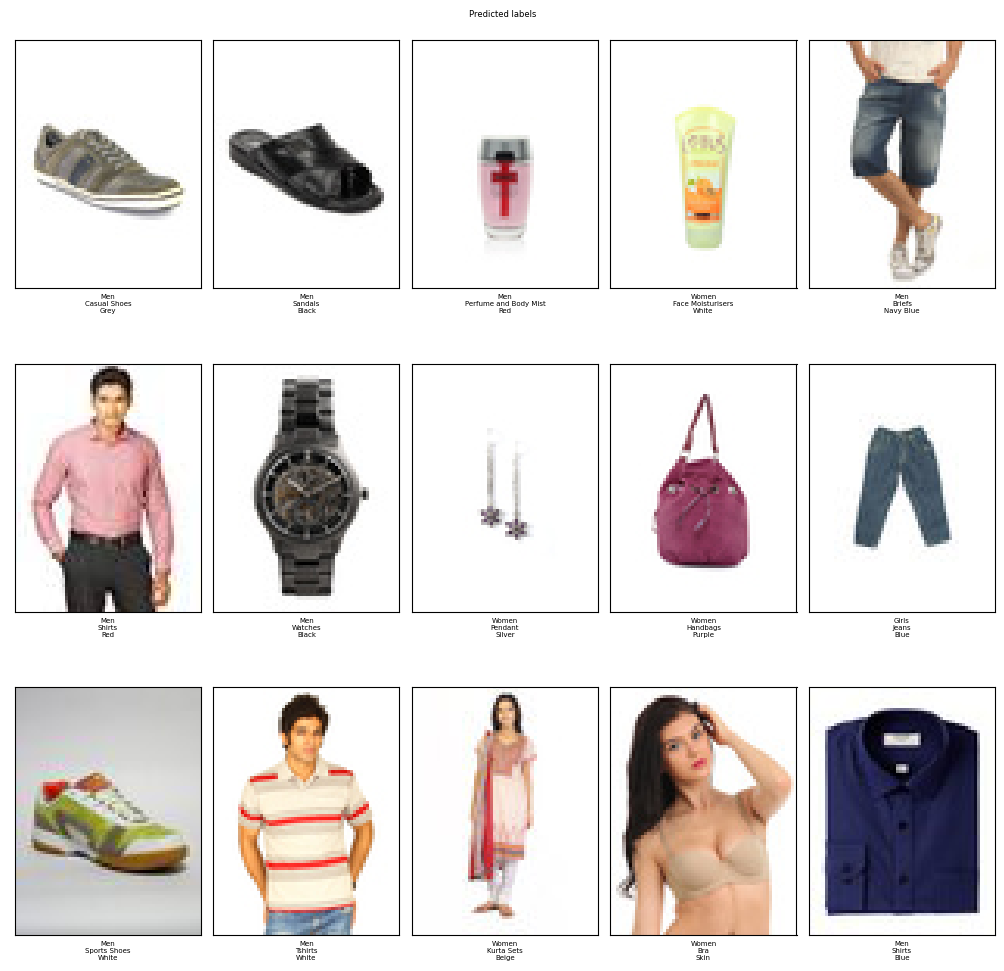 Predicted labels
Men
Casual Shoes
Grey
Men
Sandals
Black
Men
Perfume and Body Mist
Red
Women
Face Moisturisers
White
Men
Briefs
Navy Blue
Men
Shirts
Red
Men
Watches
Black
Women
Pendant
Silver
Women
Handbags
Purple
Girls
Jeans
Blue
Men
Sports Shoes
White
Men
Tshirts
White
Women
Kurta Sets
Beige
Women
Bra
Skin
Men
Shirts
Blue